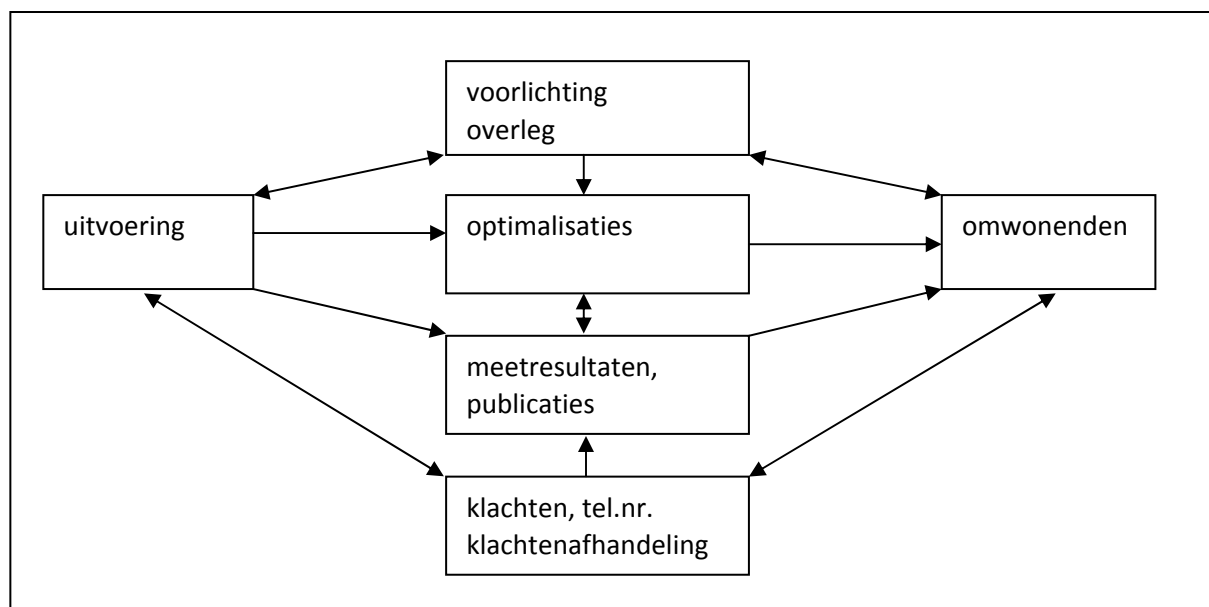 voorlichting
overleg
uitvoering
optimalisaties
omwonenden
meetresultaten,
publicaties
klachten, tel.nr.
klachtenafhandeling